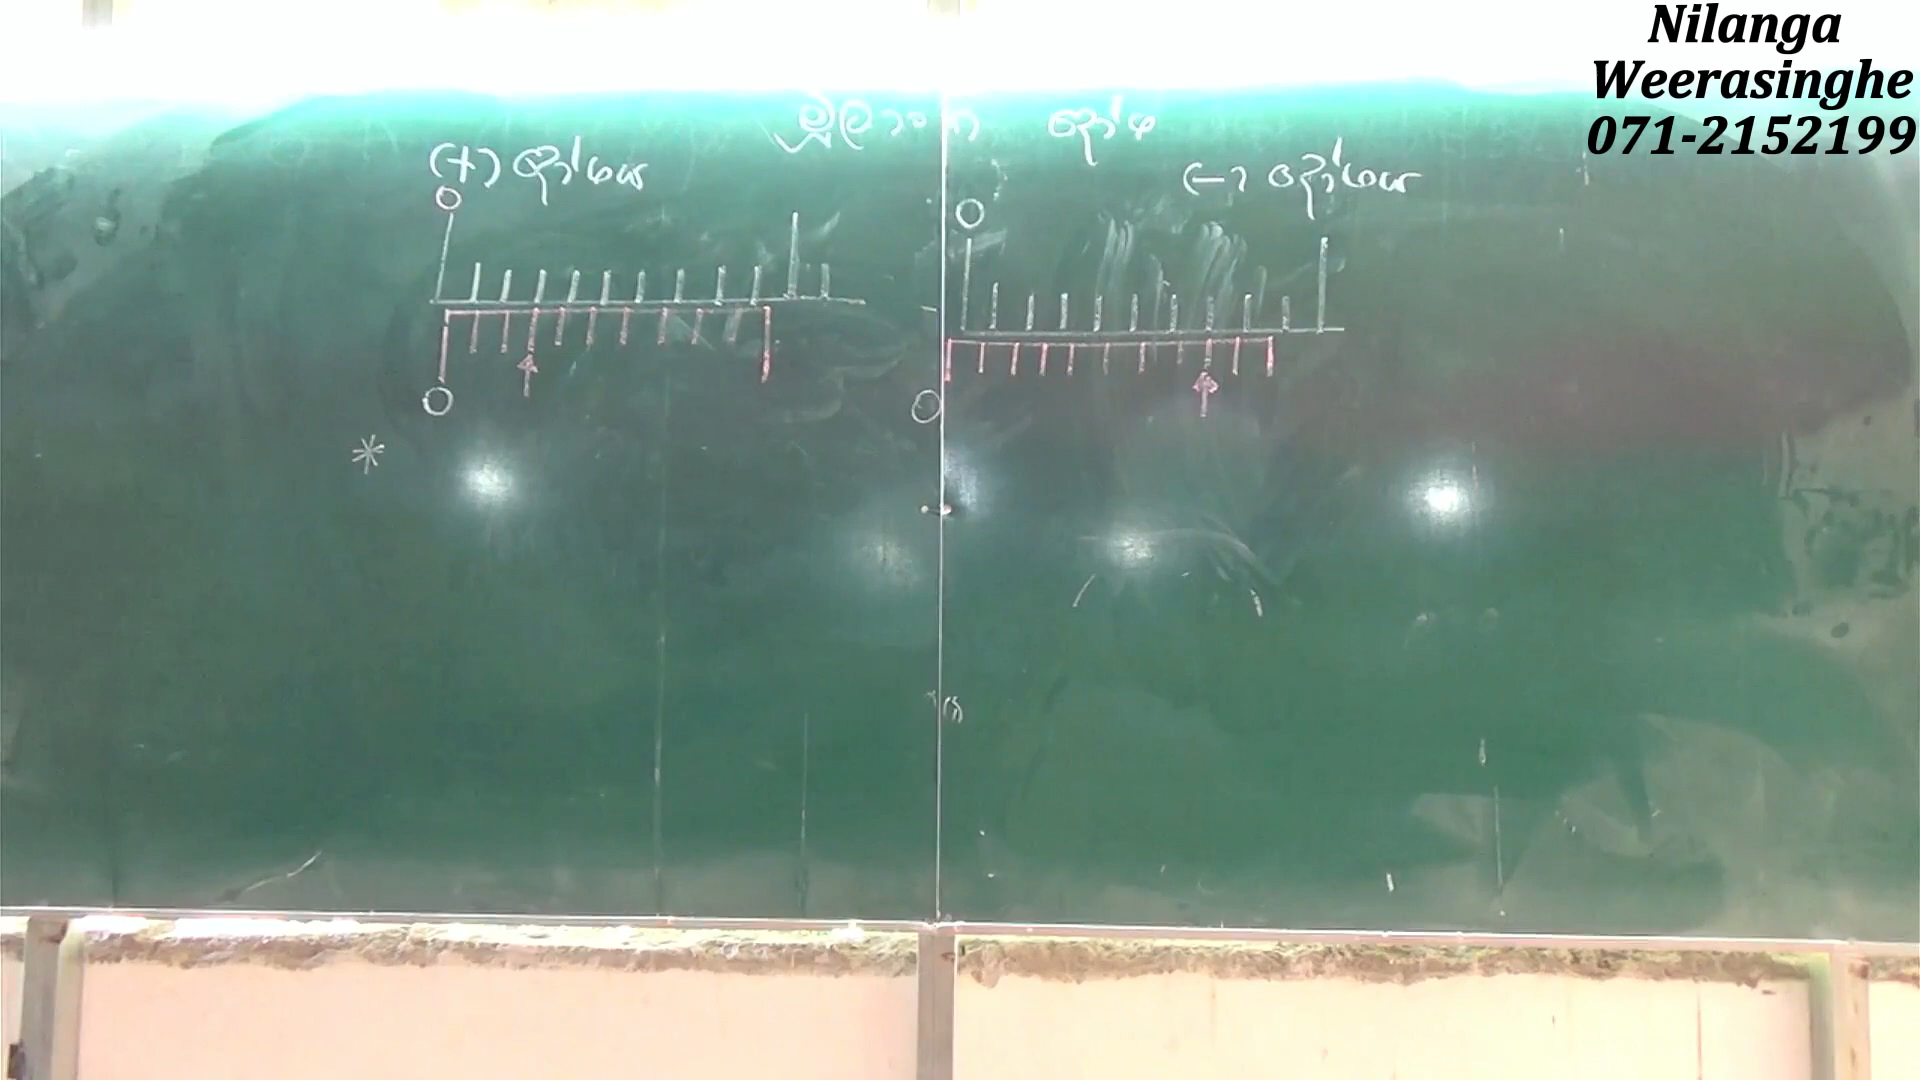 Nilanga
Weerasinghe
071-2152199
මූලාංක දෝෂ
(+) දෝෂය
(-) දෝෂය
0
0
0
0
*